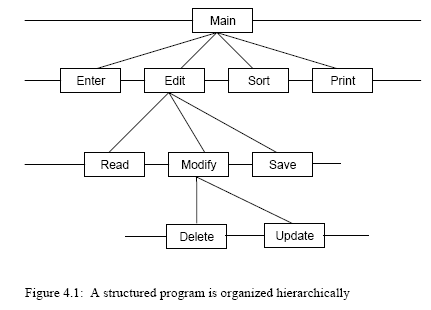 Main
Enter Edit Sort Print
Read Modify Save
Delete Update
Figure 4.1:  A structured program is organized hierarchically